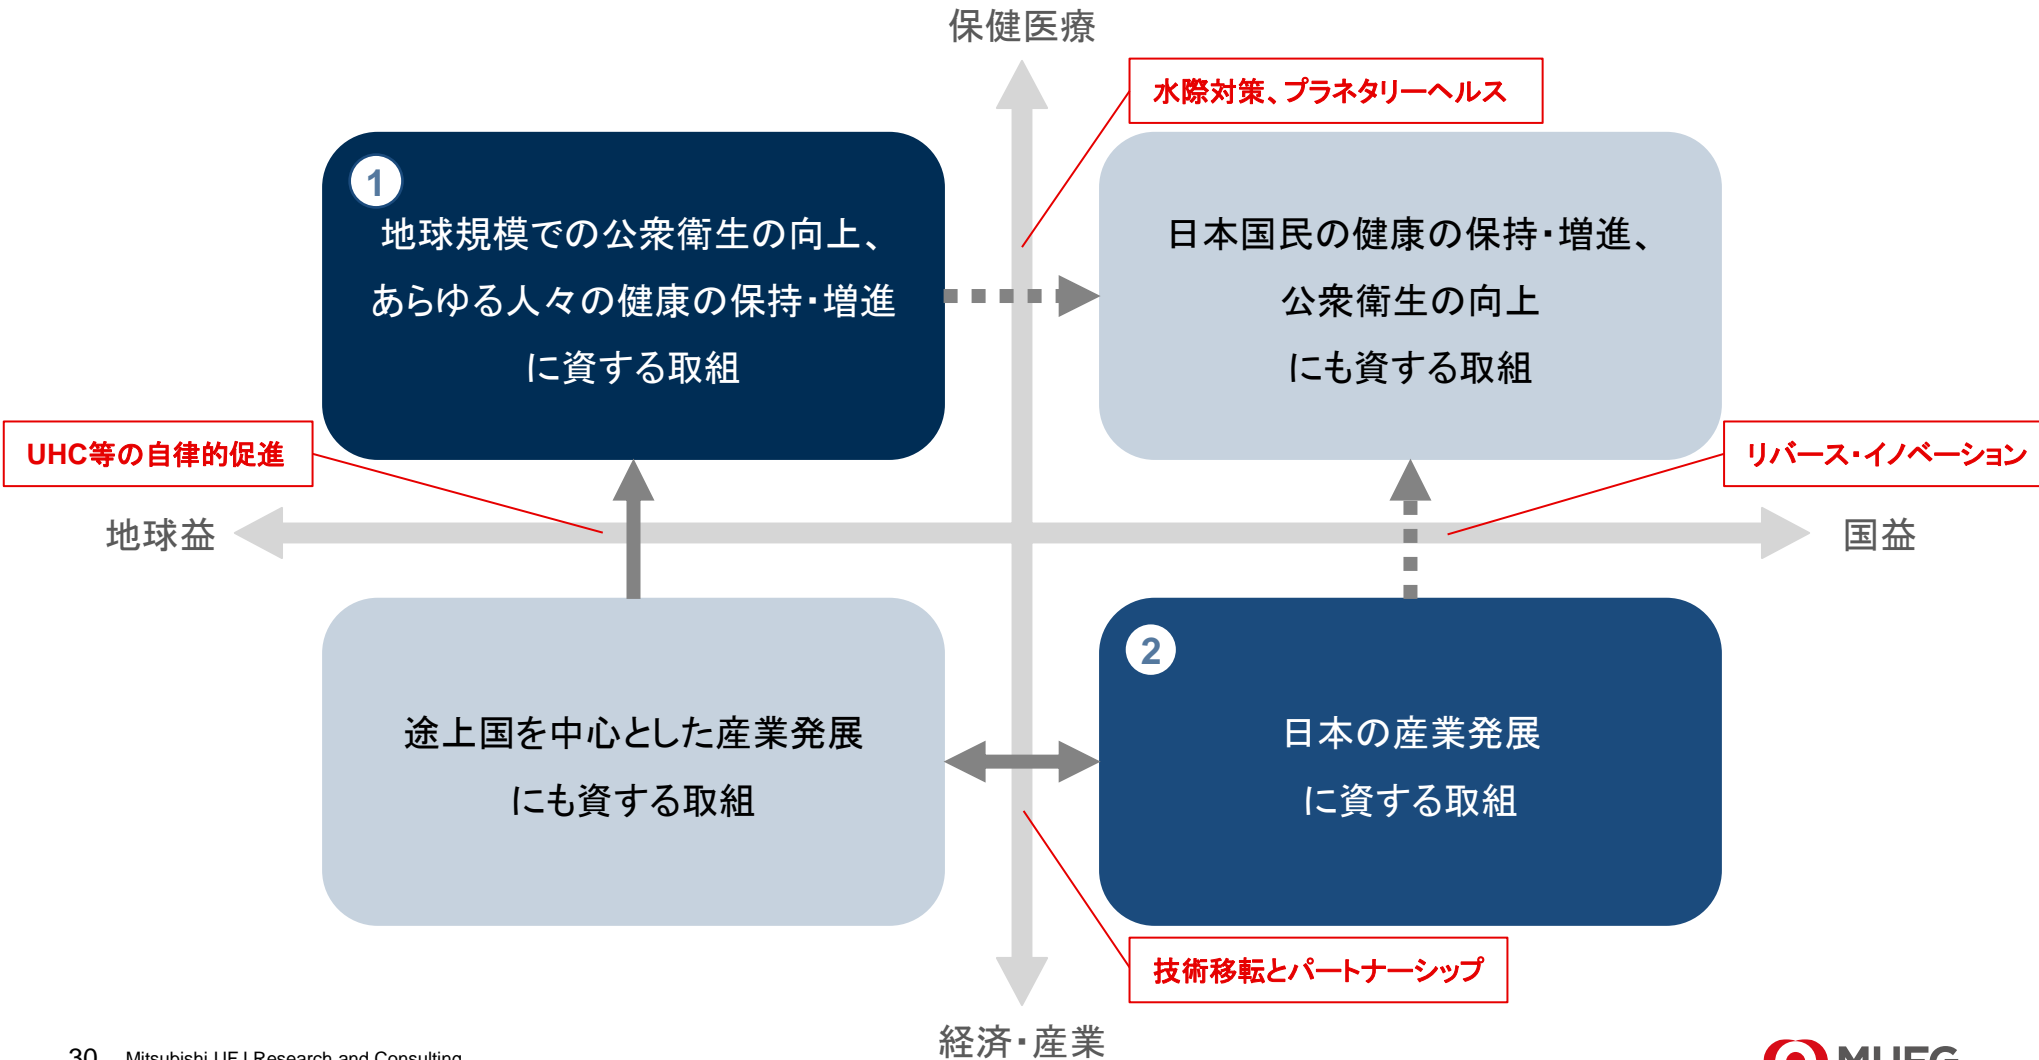 保健医療
水際対策、プラネタリーヘルス
1
地球規模での公衆衛生の向上、
あらゆる人々の健康の保持・増進
に資する取組
日本国民の健康の保持・増進、
公衆衛生の向上
にも資する取組
UHC等の自律的促進
リバース・イノベーション
地球益
国益
途上国を中心とした産業発展
にも資する取組
2
日本の産業発展
に資する取組
技術移転とパートナーシップ
経済・産業
30 Mitsubishi UFJ Research and Consulting
MUFG